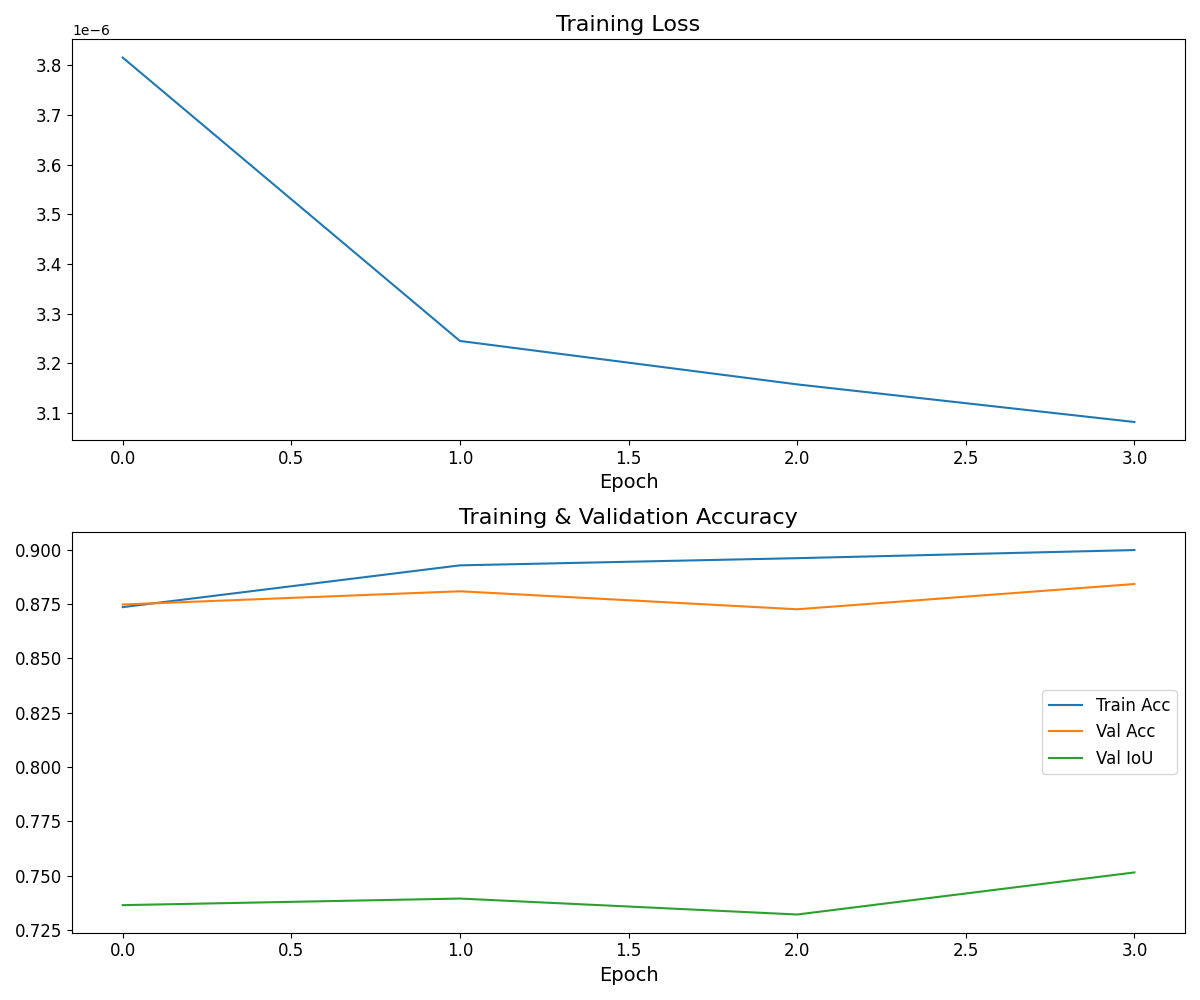 Training Loss
1e−6
3.8
3.7
3.6
3.5
3.4
3.3
3.2
3.1
0.0 0.5 1.0 1.5 2.0 2.5 3.0
Epoch
Training & Validation Accuracy
0.900
0.875
0.850
0.825
0.800
0.775
0.750
0.725
Train Acc
Val Acc
Val IoU
0.0 0.5 1.0 1.5 2.0 2.5 3.0
Epoch